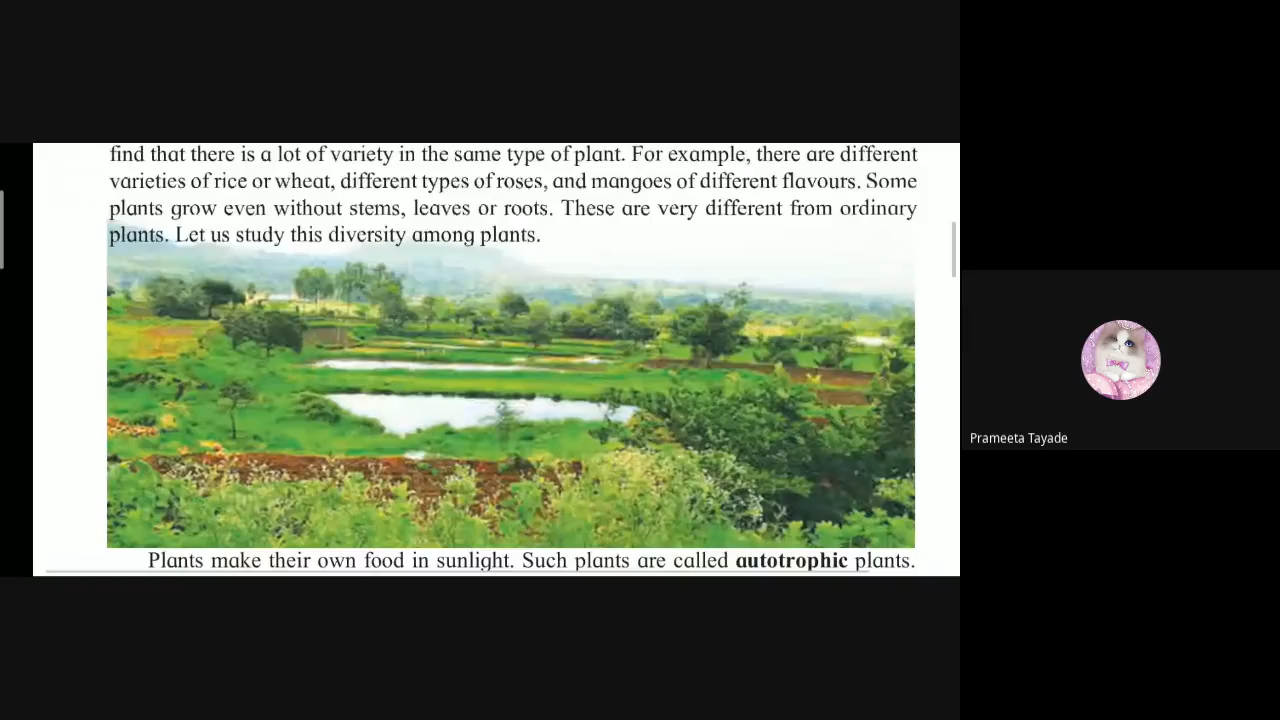 find that there is a lot of variety in the same type of plant. For example, there are different
varieties of rice or wheat, different types of roses, and mangoes of different flavours. Some
plants grow even without stems, leaves or roots. These are very different from ordinary
plants. Let us study this diversity among plants.
Plants make their own food in sunlight. Such plants are called autotrophic plants.
Prameeta Tayade